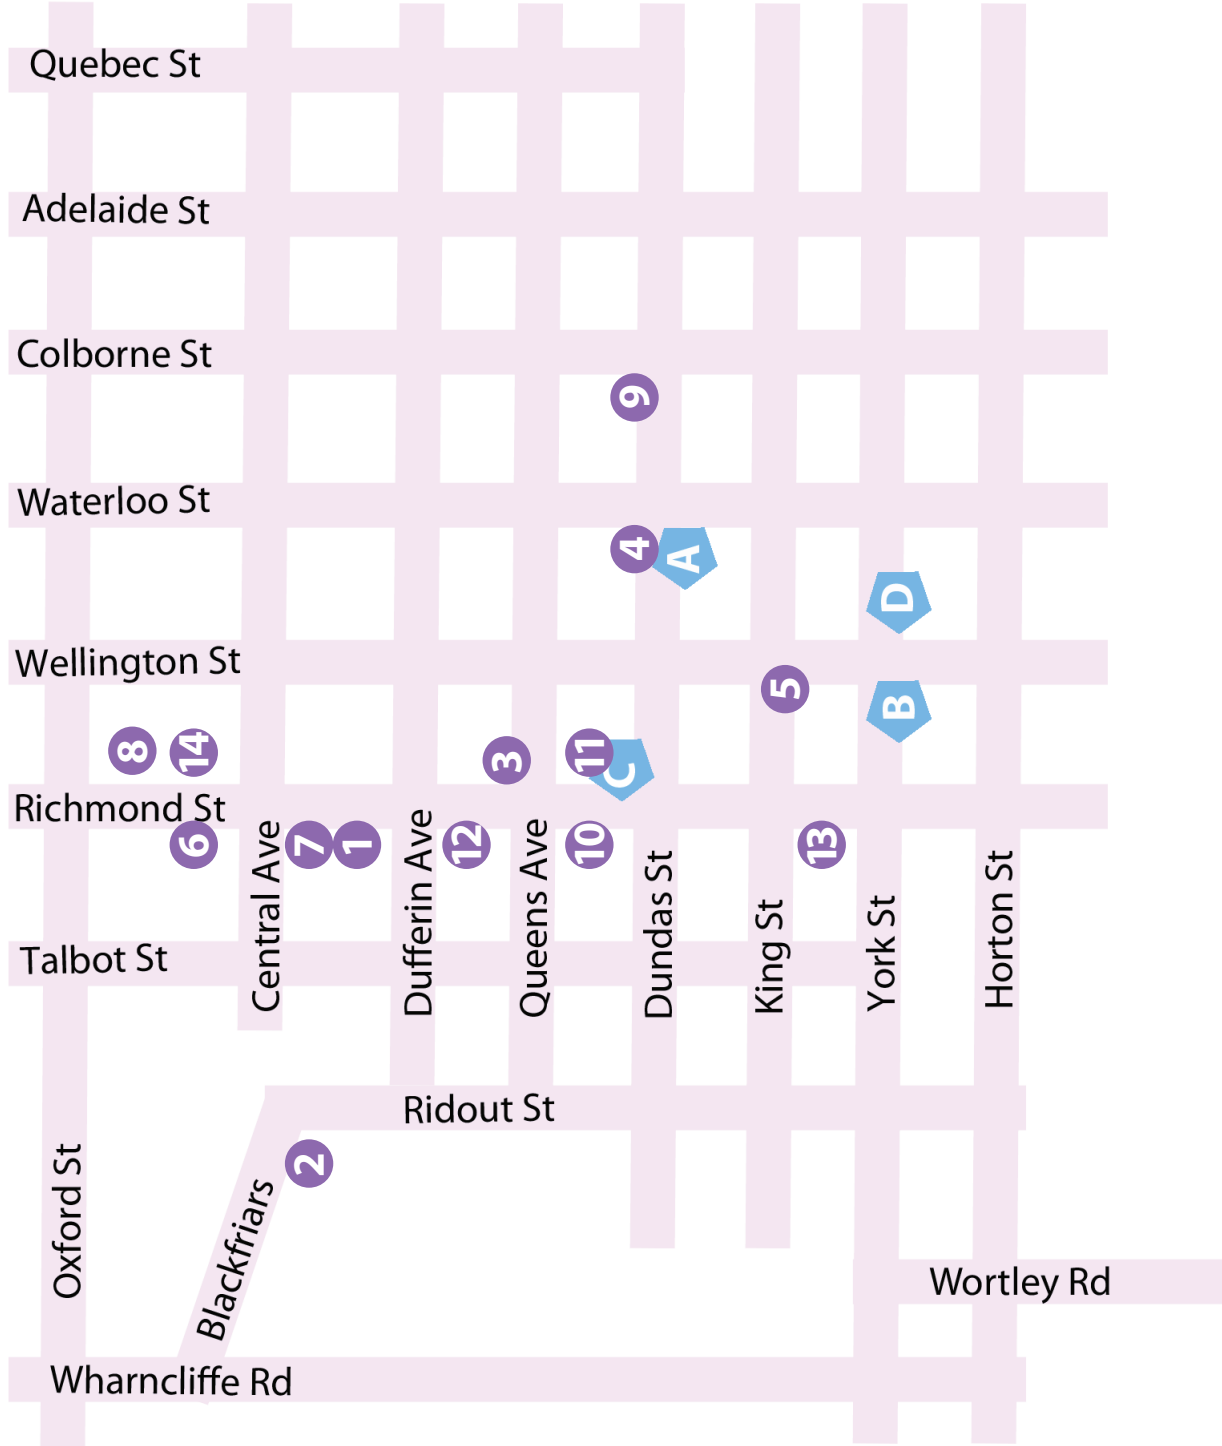 Quebec St
Adelaide St
Colborne St
9
Waterloo St
4
A
D
Wellington St
5
B
8
14
3
11
C
Richmond St
6
7
1
12
10
13
Central Ave
Dufferin Ave
Queens Ave
Dundas St
King St
York St
Horton St
Talbot St
Ridout St
2
Oxford St
Blackfriars
Wortley Rd
Wharncliffe Rd